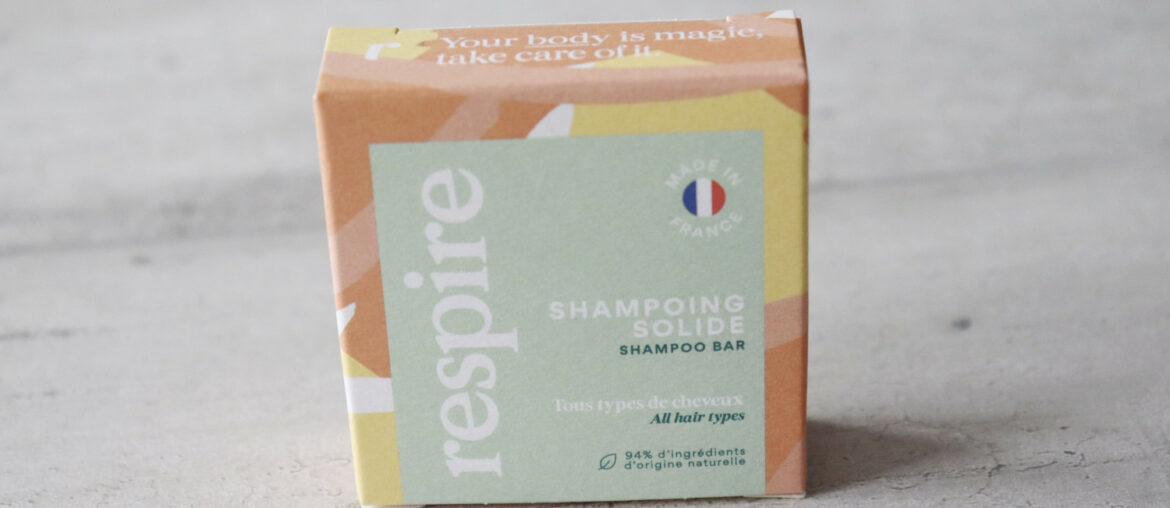 Your body is magic,
take care of it.
r
respire
MADE IN
FRANCE
SHAMPOING
SOLIDE
SHAMPOO BAR
Tous types de cheveux
All hair types
94% d'ingrédients
d'origine naturelle